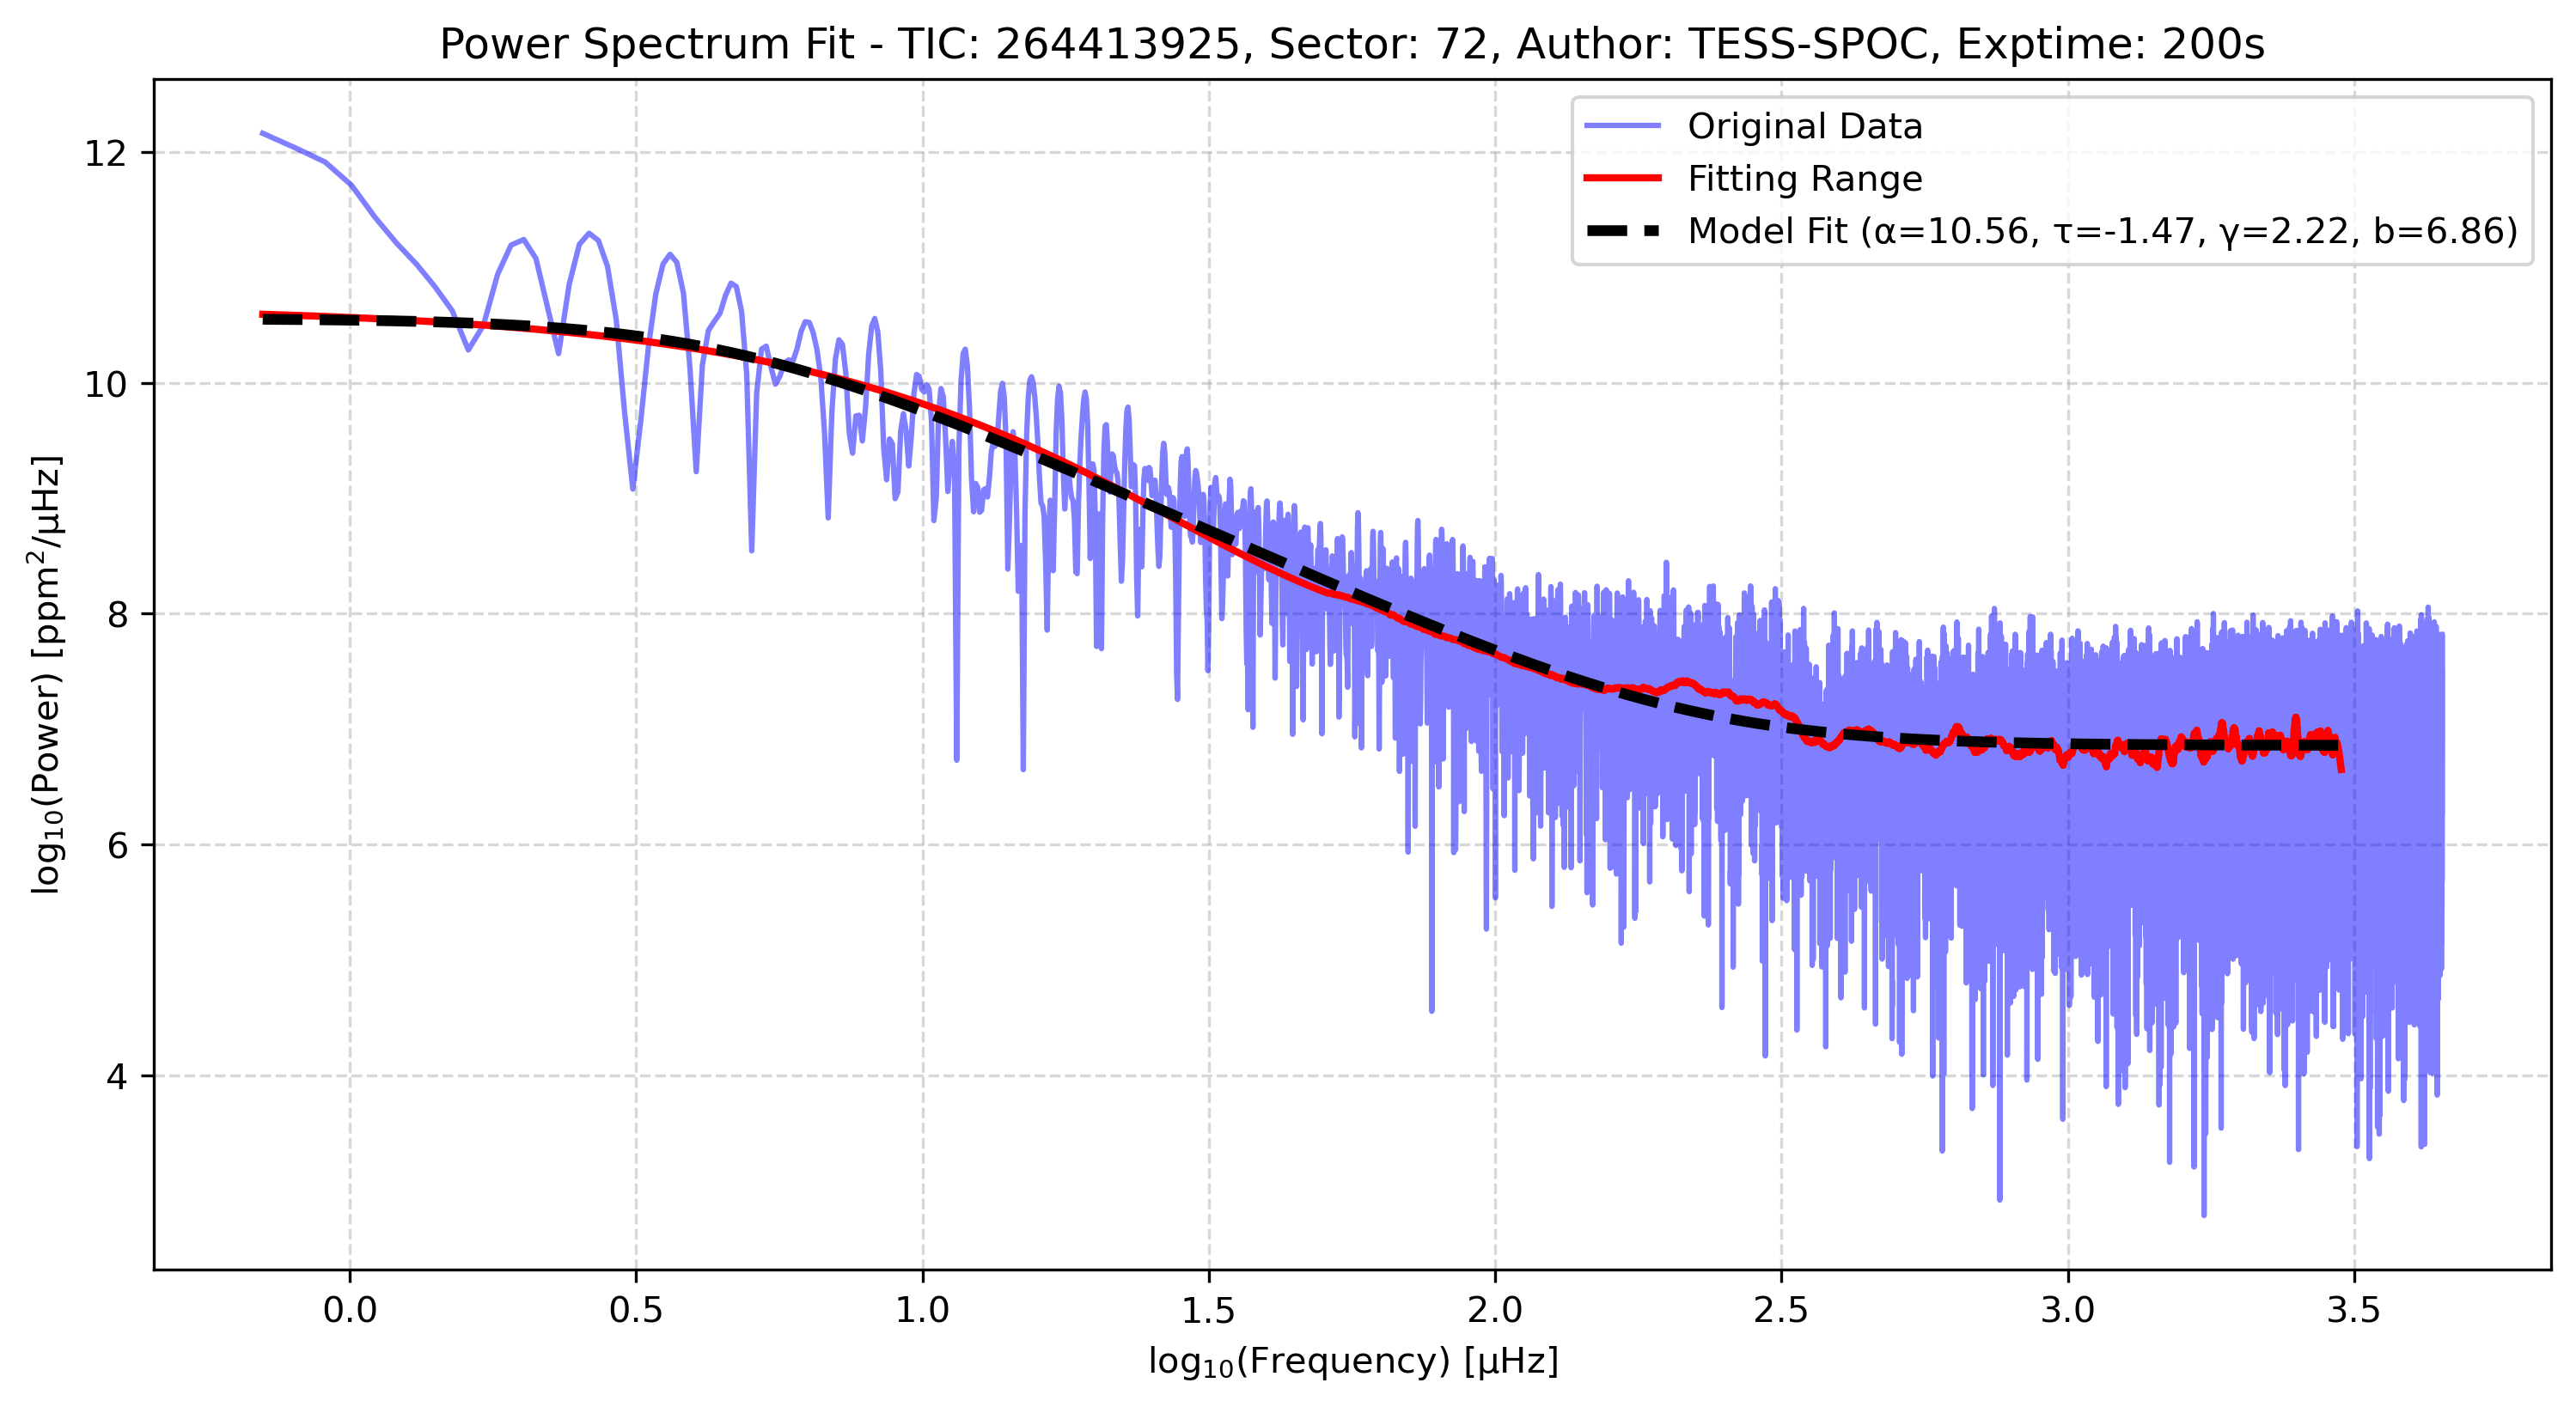 Power Spectrum Fit - TIC: 264413925, Sector: 72, Author: TESS-SPOC, Exptime: 200s
Original Data
Fitting Range
Model Fit (α=10.56, τ=-1.47, γ=2.22, b=6.86)
log₁₀(Power) [ppm²/μHz]
12
10
8
6
4
0.0 0.5 1.0 1.5 2.0 2.5 3.0 3.5
log₁₀(Frequency) [μHz]